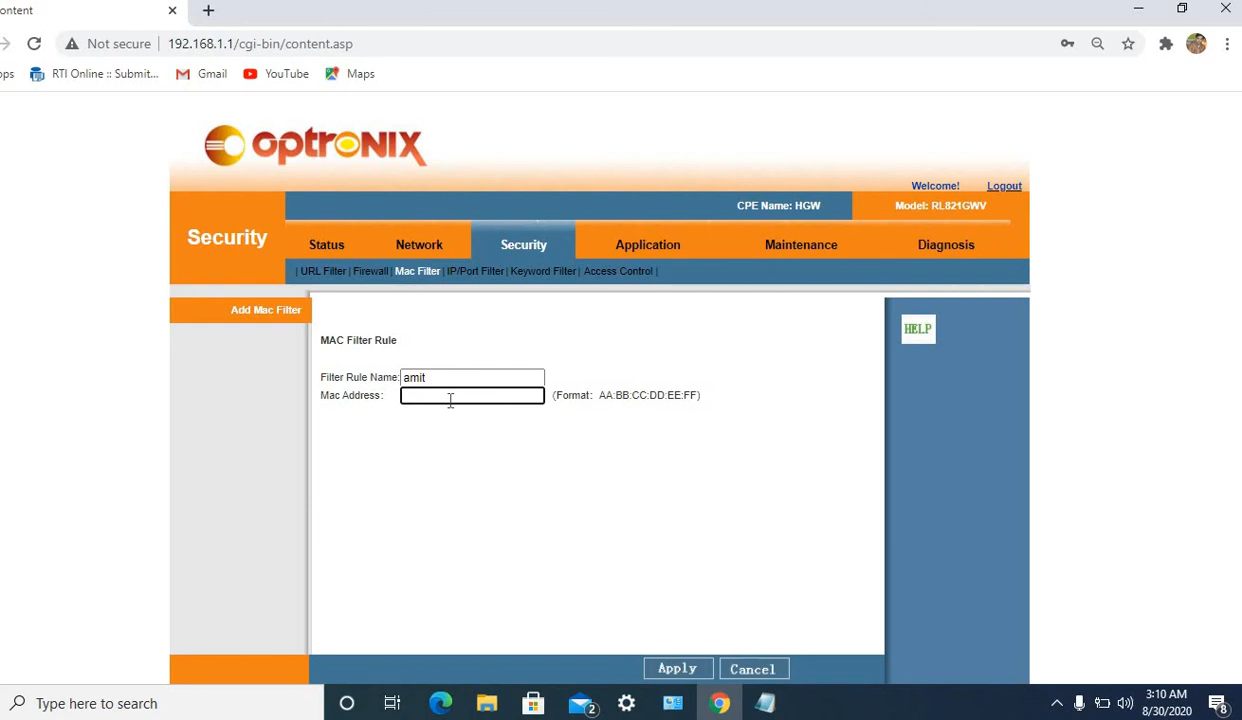 ontent
Not secure 192.168.1.1/cgi-bin/content.asp
ps RTI Online :: Submit... Gmail YouTube Maps
optronix
Welcome! Logout
CPE Name: HGW Model: RL821GWV
Security Status Network Security Application Maintenance Diagnosis
| URL Filter | Firewall | Mac Filter | IP/Port Filter | Keyword Filter | Access Control |
Add Mac Filter
HELP
MAC Filter Rule
Filter Rule Name: amit
Mac Address: (Format: AA:BB:CC:DD:EE:FF)
Apply Cancel
Type here to search
2
3:10 AM
8/30/2020
8